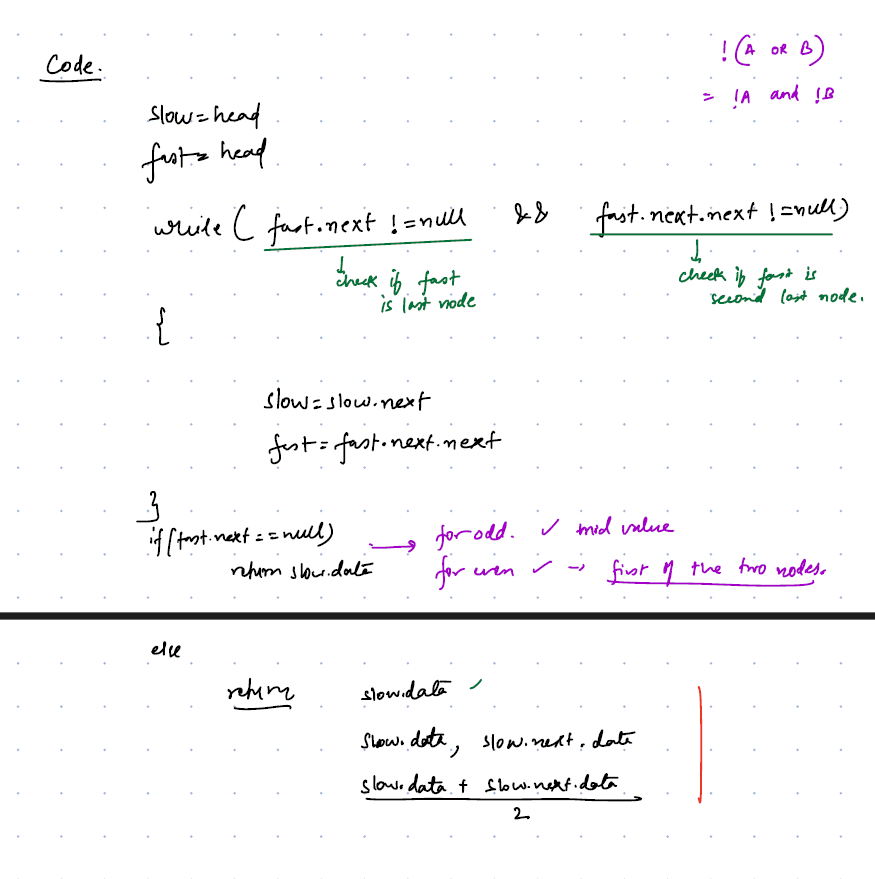 Code.
!(A OR B)
= !A and !B
slow=head
fast= head
while ( fast.next !=null && fast.next.next !=null)
check if fast is last node
check if fast is second last node.
{
slow=slow.next
fast=fast.next.next
}
if(fast.next==null) → for odd. ✓ mid value
return slow.data for even ✓ → first of the two nodes.
else
return slow.data ✓
slow.data, slow.next.data
slow.data + slow.next.data
2